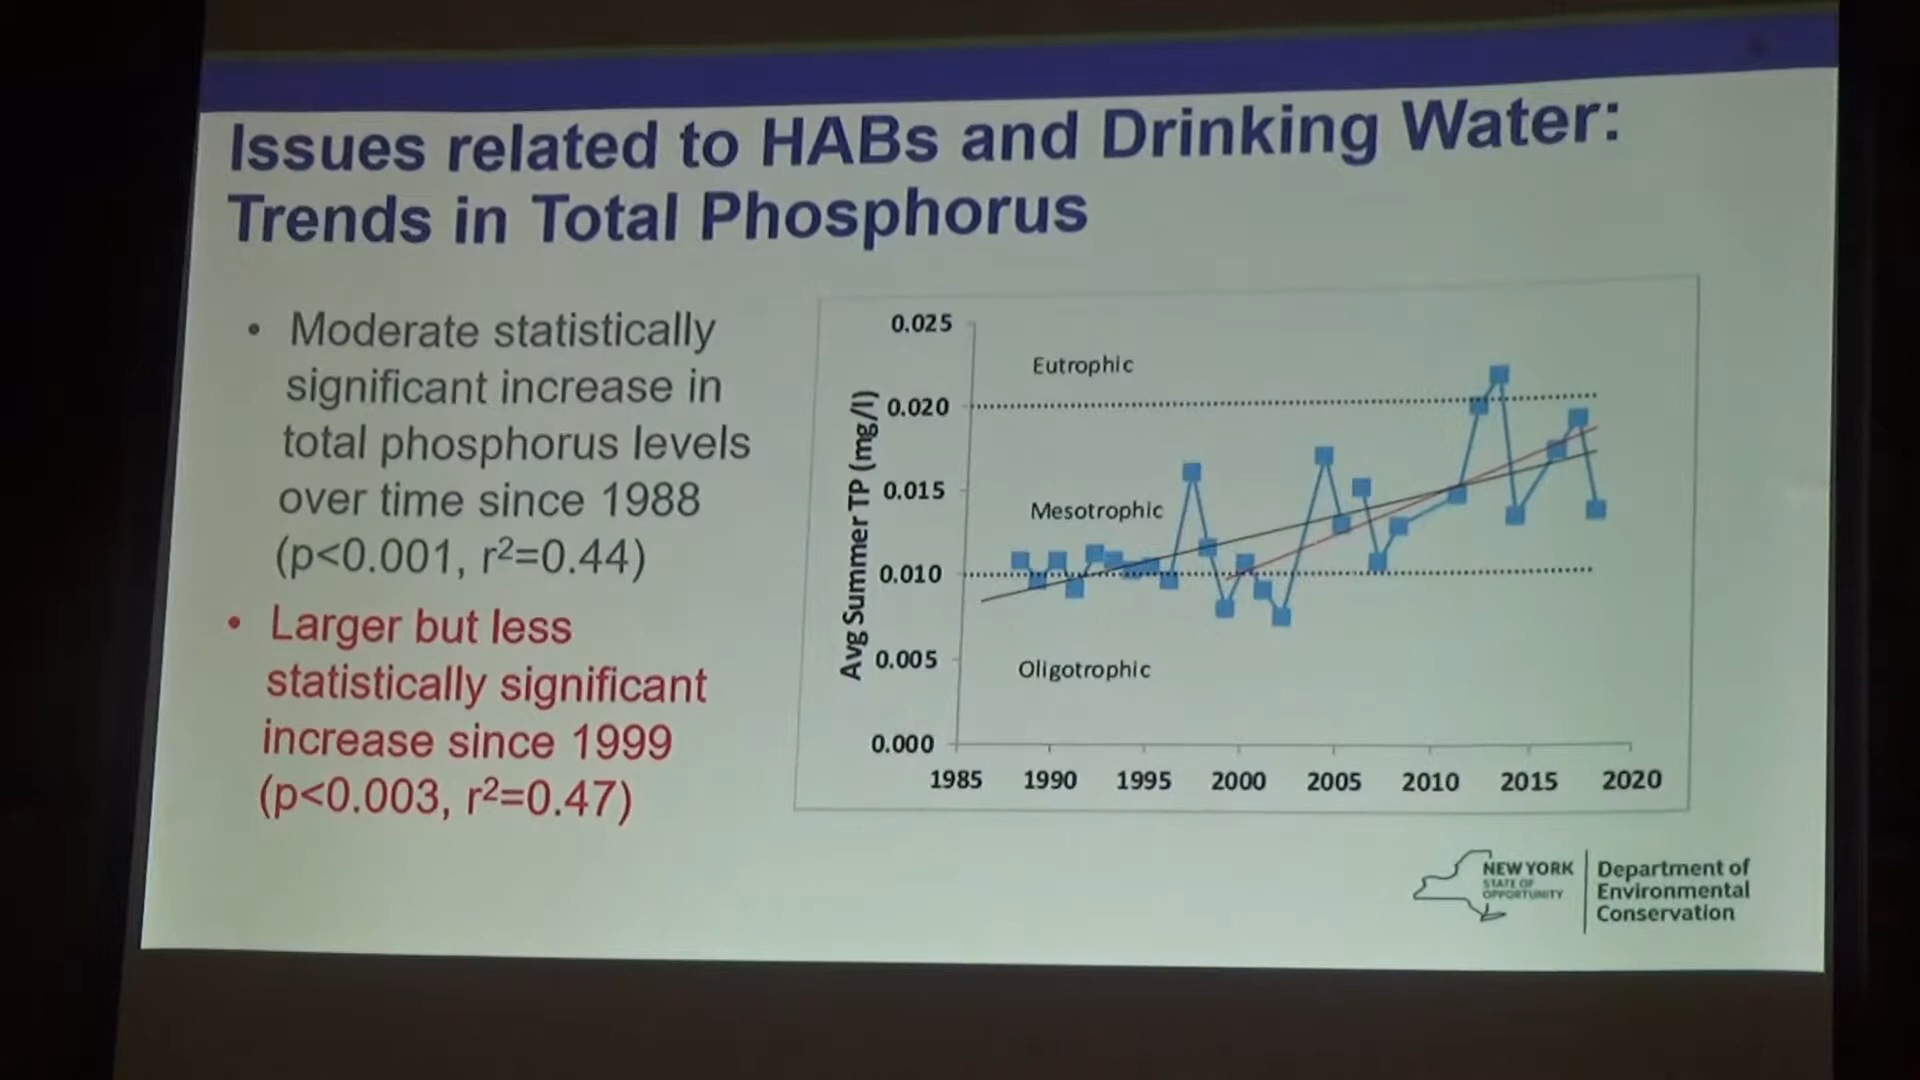 Issues related to HABs and Drinking Water:
Trends in Total Phosphorus
• Moderate statistically
significant increase in
total phosphorus levels
over time since 1988
(p<0.001, r²=0.44)
• Larger but less
statistically significant
increase since 1999
(p<0.003, r²=0.47)
Avg Summer TP (mg/l)
0.025
0.020
0.015
0.010
0.005
0.000
Eutrophic
Mesotrophic
Oligotrophic
1985 1990 1995 2000 2005 2010 2015 2020
NEW YORK
STATE OF
OPPORTUNITY
Department of
Environmental
Conservation